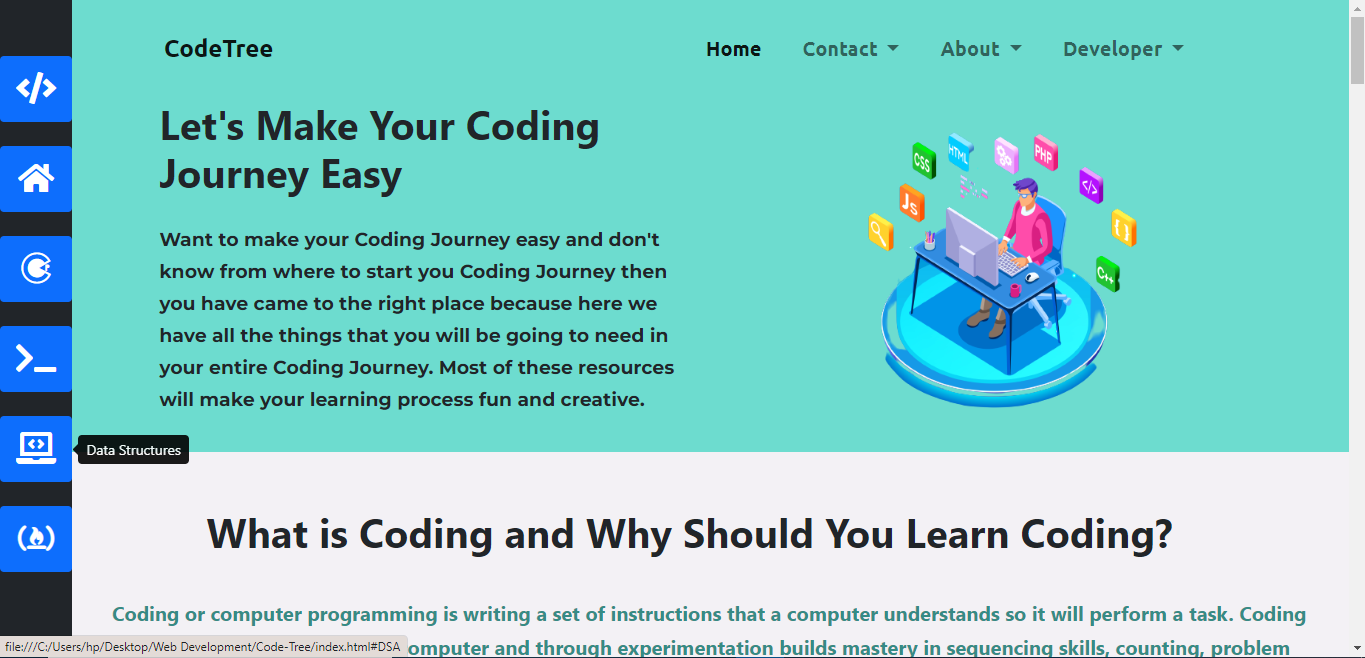 CodeTree
Home Contact About Developer
Let's Make Your Coding
Journey Easy
Want to make your Coding Journey easy and don't
know from where to start you Coding Journey then
you have came to the right place because here we
have all the things that you will be going to need in
your entire Coding Journey. Most of these resources
will make your learning process fun and creative.
CSS
HTML
PHP
</>
JS
{ }
C++
Data Structures
What is Coding and Why Should You Learn Coding?
Coding or computer programming is writing a set of instructions that a computer understands so it will perform a task. Coding
omputer and through experimentation builds mastery in sequencing skills, counting, problem
file:///C:/Users/hp/Desktop/Web Development/Code-Tree/index.html#DSA